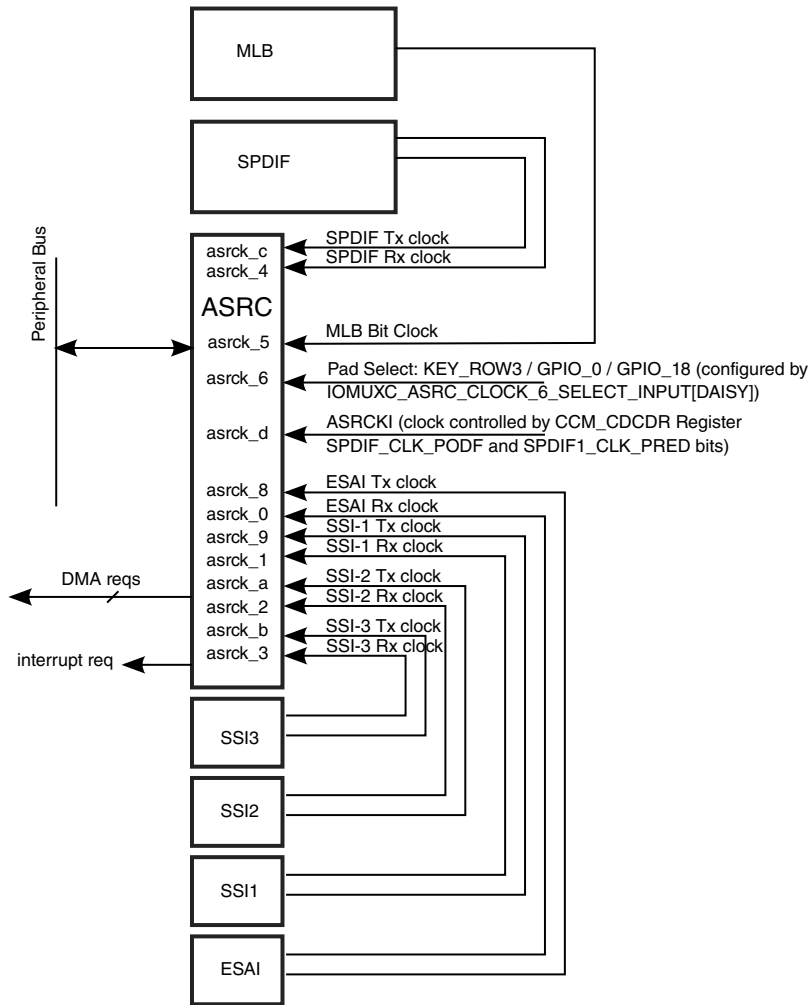 MLB
SPDIF
Peripheral Bus
asrck_c
SPDIF Tx clock
asrck_4
SPDIF Rx clock
ASRC
asrck_5
MLB Bit Clock
asrck_6
Pad Select: KEY_ROW3 / GPIO_0 / GPIO_18 (configured by
IOMUXC_ASRC_CLOCK_6_SELECT_INPUT[DAISY])
asrck_d
ASRCKI (clock controlled by CCM_CDCDR Register
SPDIF_CLK_PODF and SPDIF1_CLK_PRED bits)
asrck_8
ESAI Tx clock
asrck_0
ESAI Rx clock
asrck_9
SSI-1 Tx clock
asrck_1
SSI-1 Rx clock
DMA reqs
asrck_a
SSI-2 Tx clock
asrck_2
SSI-2 Rx clock
asrck_b
SSI-3 Tx clock
asrck_3
SSI-3 Rx clock
interrupt req
SSI3
SSI2
SSI1
ESAI